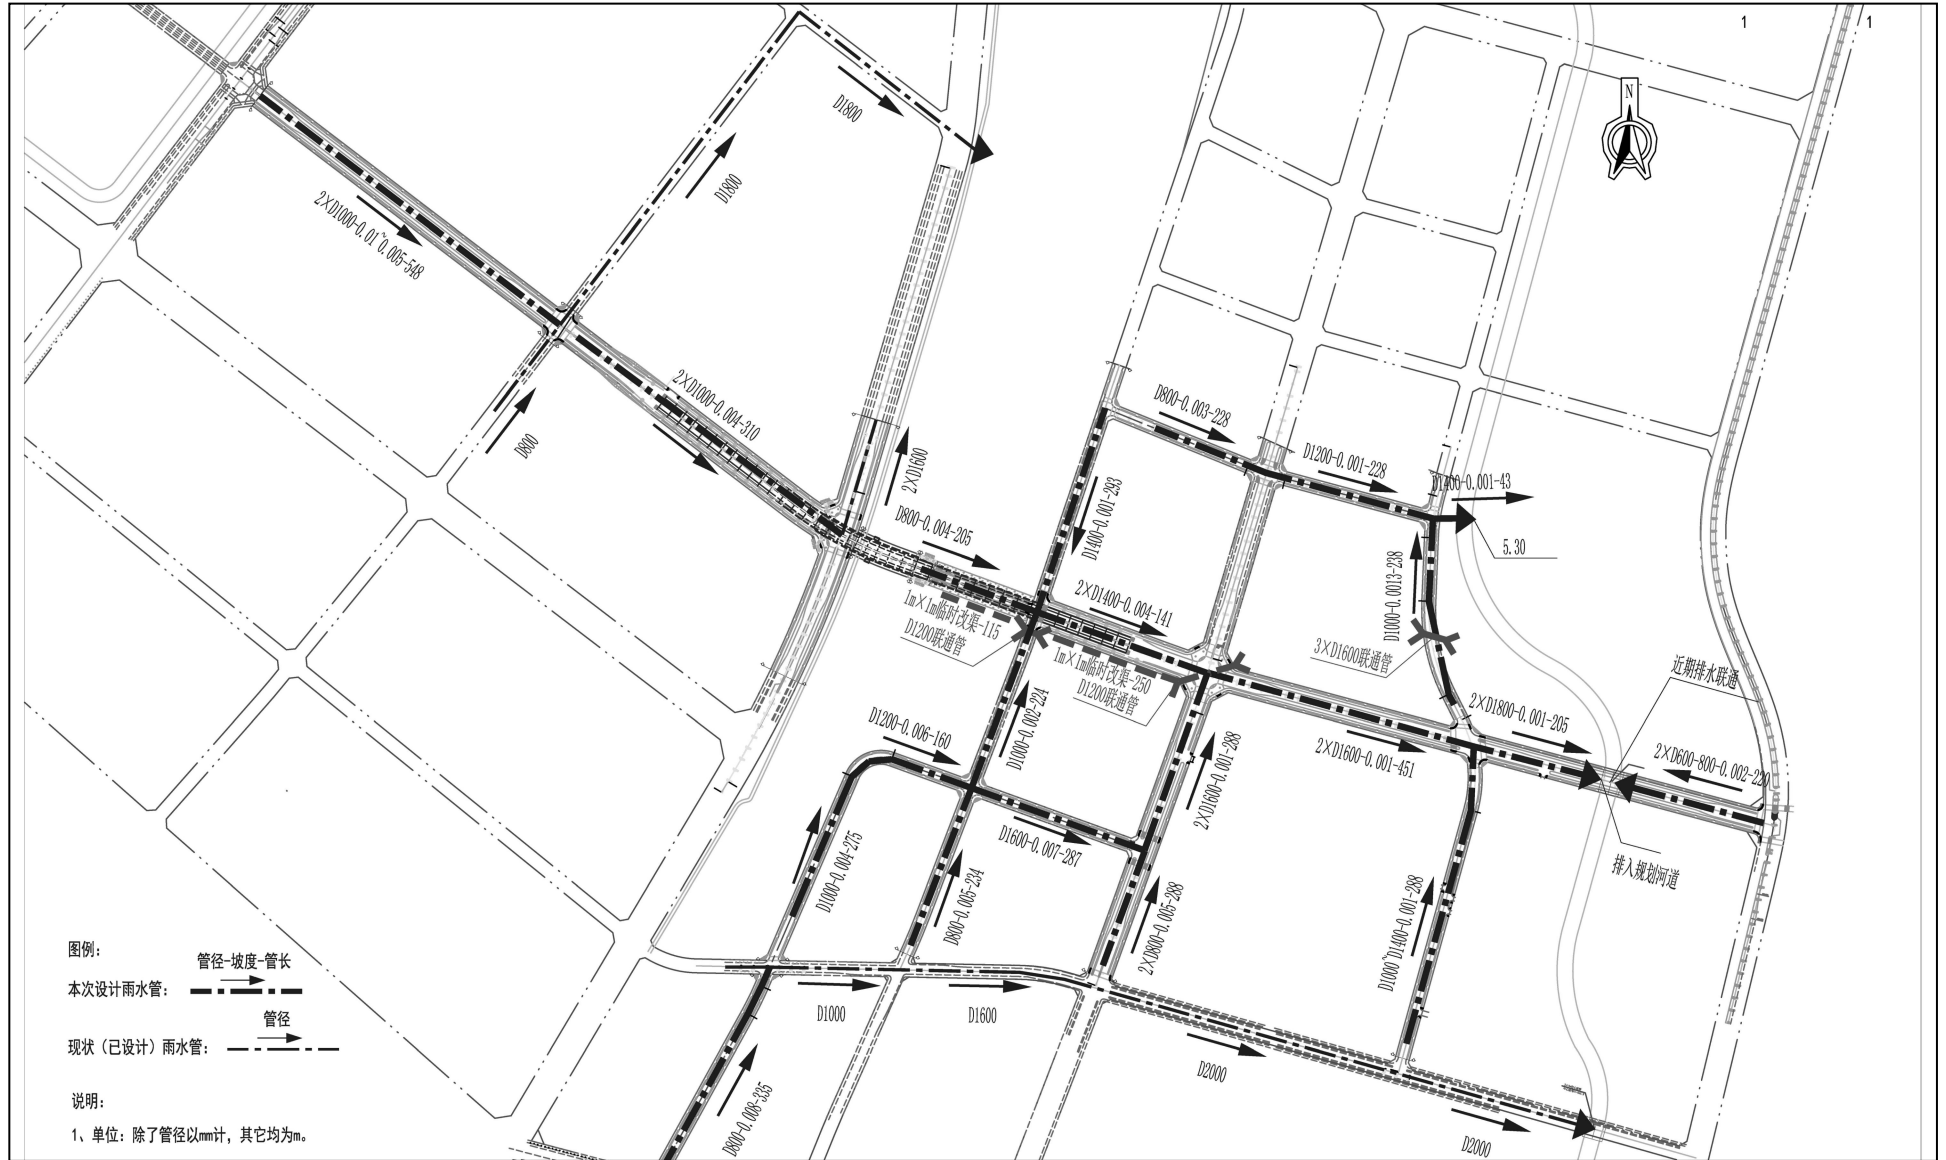 1
1
N
D1800
D1800
2×D1000-0.01~0.005-548
2×D1000-0.004-310
D800
2×D1600
D800-0.004-205
D800-0.003-228
D1200-0.001-228
D1400-0.001-43
5.30
D1400-0.001-293
2×D1400-0.004-141
D1000-0.0013-238
1m×1m临时改渠-115
D1200联通管
1m×1m临时改渠-250
D1200联通管
3×D1600联通管
近期排水联通
2×D1800-0.001-205
2×D600-800-0.002-220
2×D1600-0.001-451
D1000-0.002-224
D1200-0.006-160
2×D1600-0.001-288
D1600-0.007-287
D1000-0.004-275
D800-0.005-234
2×D800-0.005-288
D1000~D1400-0.001-288
排入规划河道
D1000
D1600
D2000
D2000
D800-0.008-335
图例：
管径-坡度-管长
本次设计雨水管：
管径
现状（已设计）雨水管：
说明：
1、单位：除了管径以mm计，其它均为m。